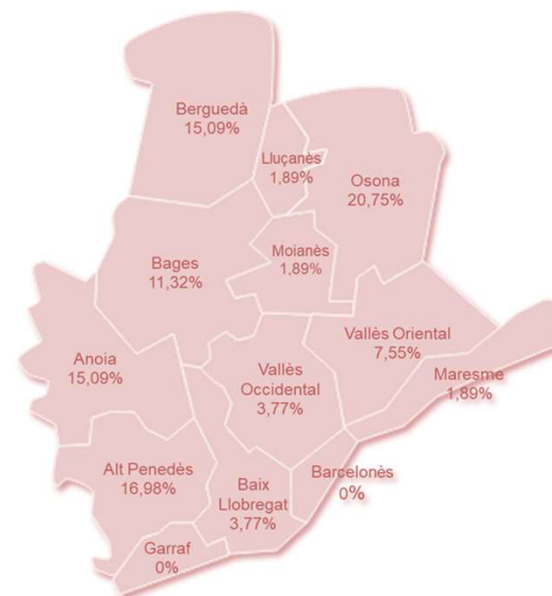 Berguedà
15,09%
Lluçanès
1,89%
Osona
20,75%
Bages
11,32%
Moianès
1,89%
Vallès Oriental
7,55%
Maresme
1,89%
Anoia
15,09%
Vallès
Occidental
3,77%
Alt Penedès
16,98%
Baix
Llobregat
3,77%
Barcelonès
0%
Garraf
0%